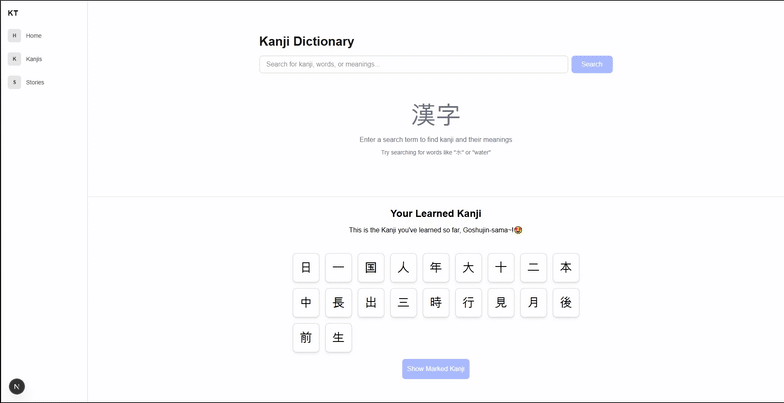 KT
H Home
K Kanjis
S Stories
Kanji Dictionary
Search for kanji, words, or meanings...
Search
漢字
Enter a search term to find kanji and their meanings
Try searching for words like "水" or "water"
Your Learned Kanji
This is the Kanji you've learned so far, Goshujin-sama~!🥰
日 一 国 人 年 大 十 二 本
中 長 出 三 時 行 見 月 後
前 生
Show Marked Kanji
N